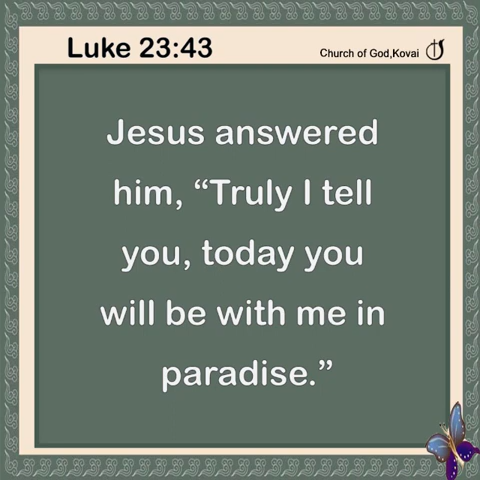 Luke 23:43
Church of God,Kovai
Jesus answered
him, “Truly I tell
you, today you
will be with me in
paradise.”